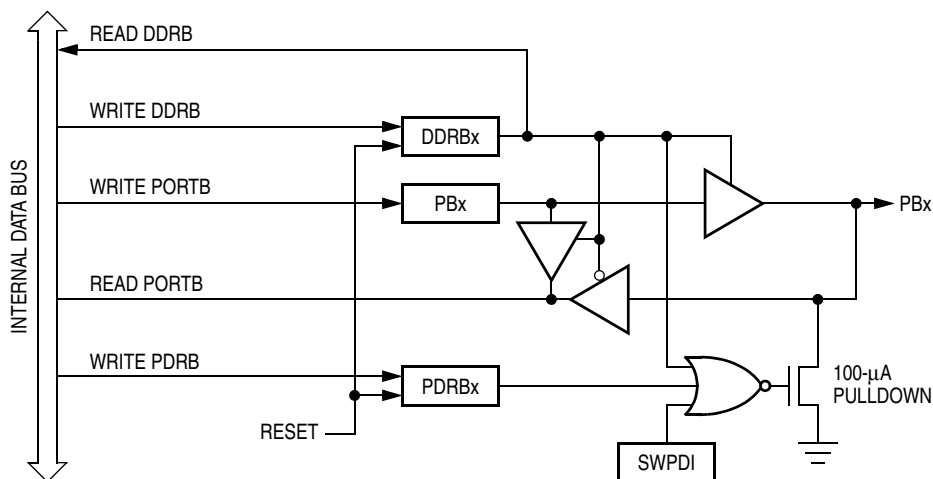 READ DDRB
WRITE DDRB
DDRBx
WRITE PORTB
PBx
PBx
INTERNAL DATA BUS
READ PORTB
WRITE PDRB
PDRBx
100-µA
PULLDOWN
RESET
SWPDI